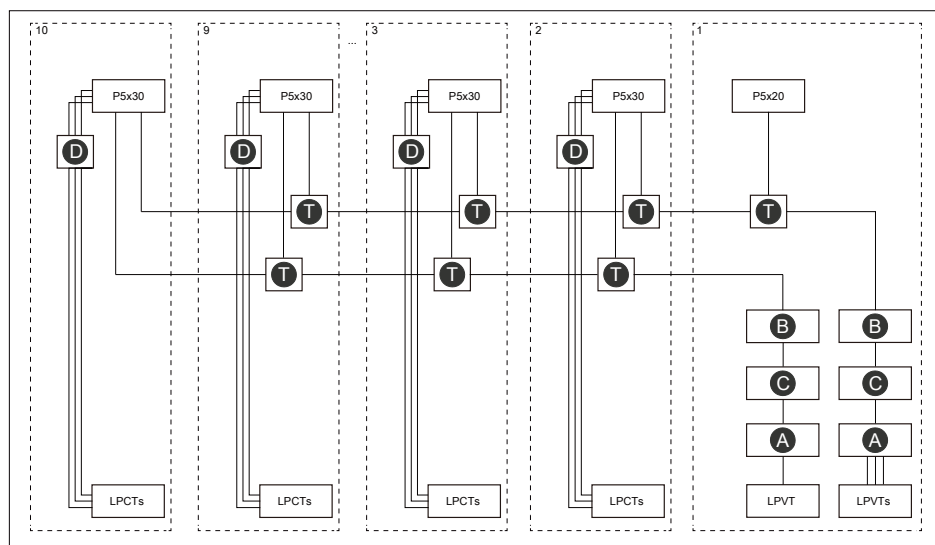 10 9 ... 3 2 1
P5x30 P5x30 P5x30 P5x30 P5x20
D D D D
T T T T
T T T
B B
C C
A A
LPCTs LPCTs LPCTs LPCTs LPVT LPVTs